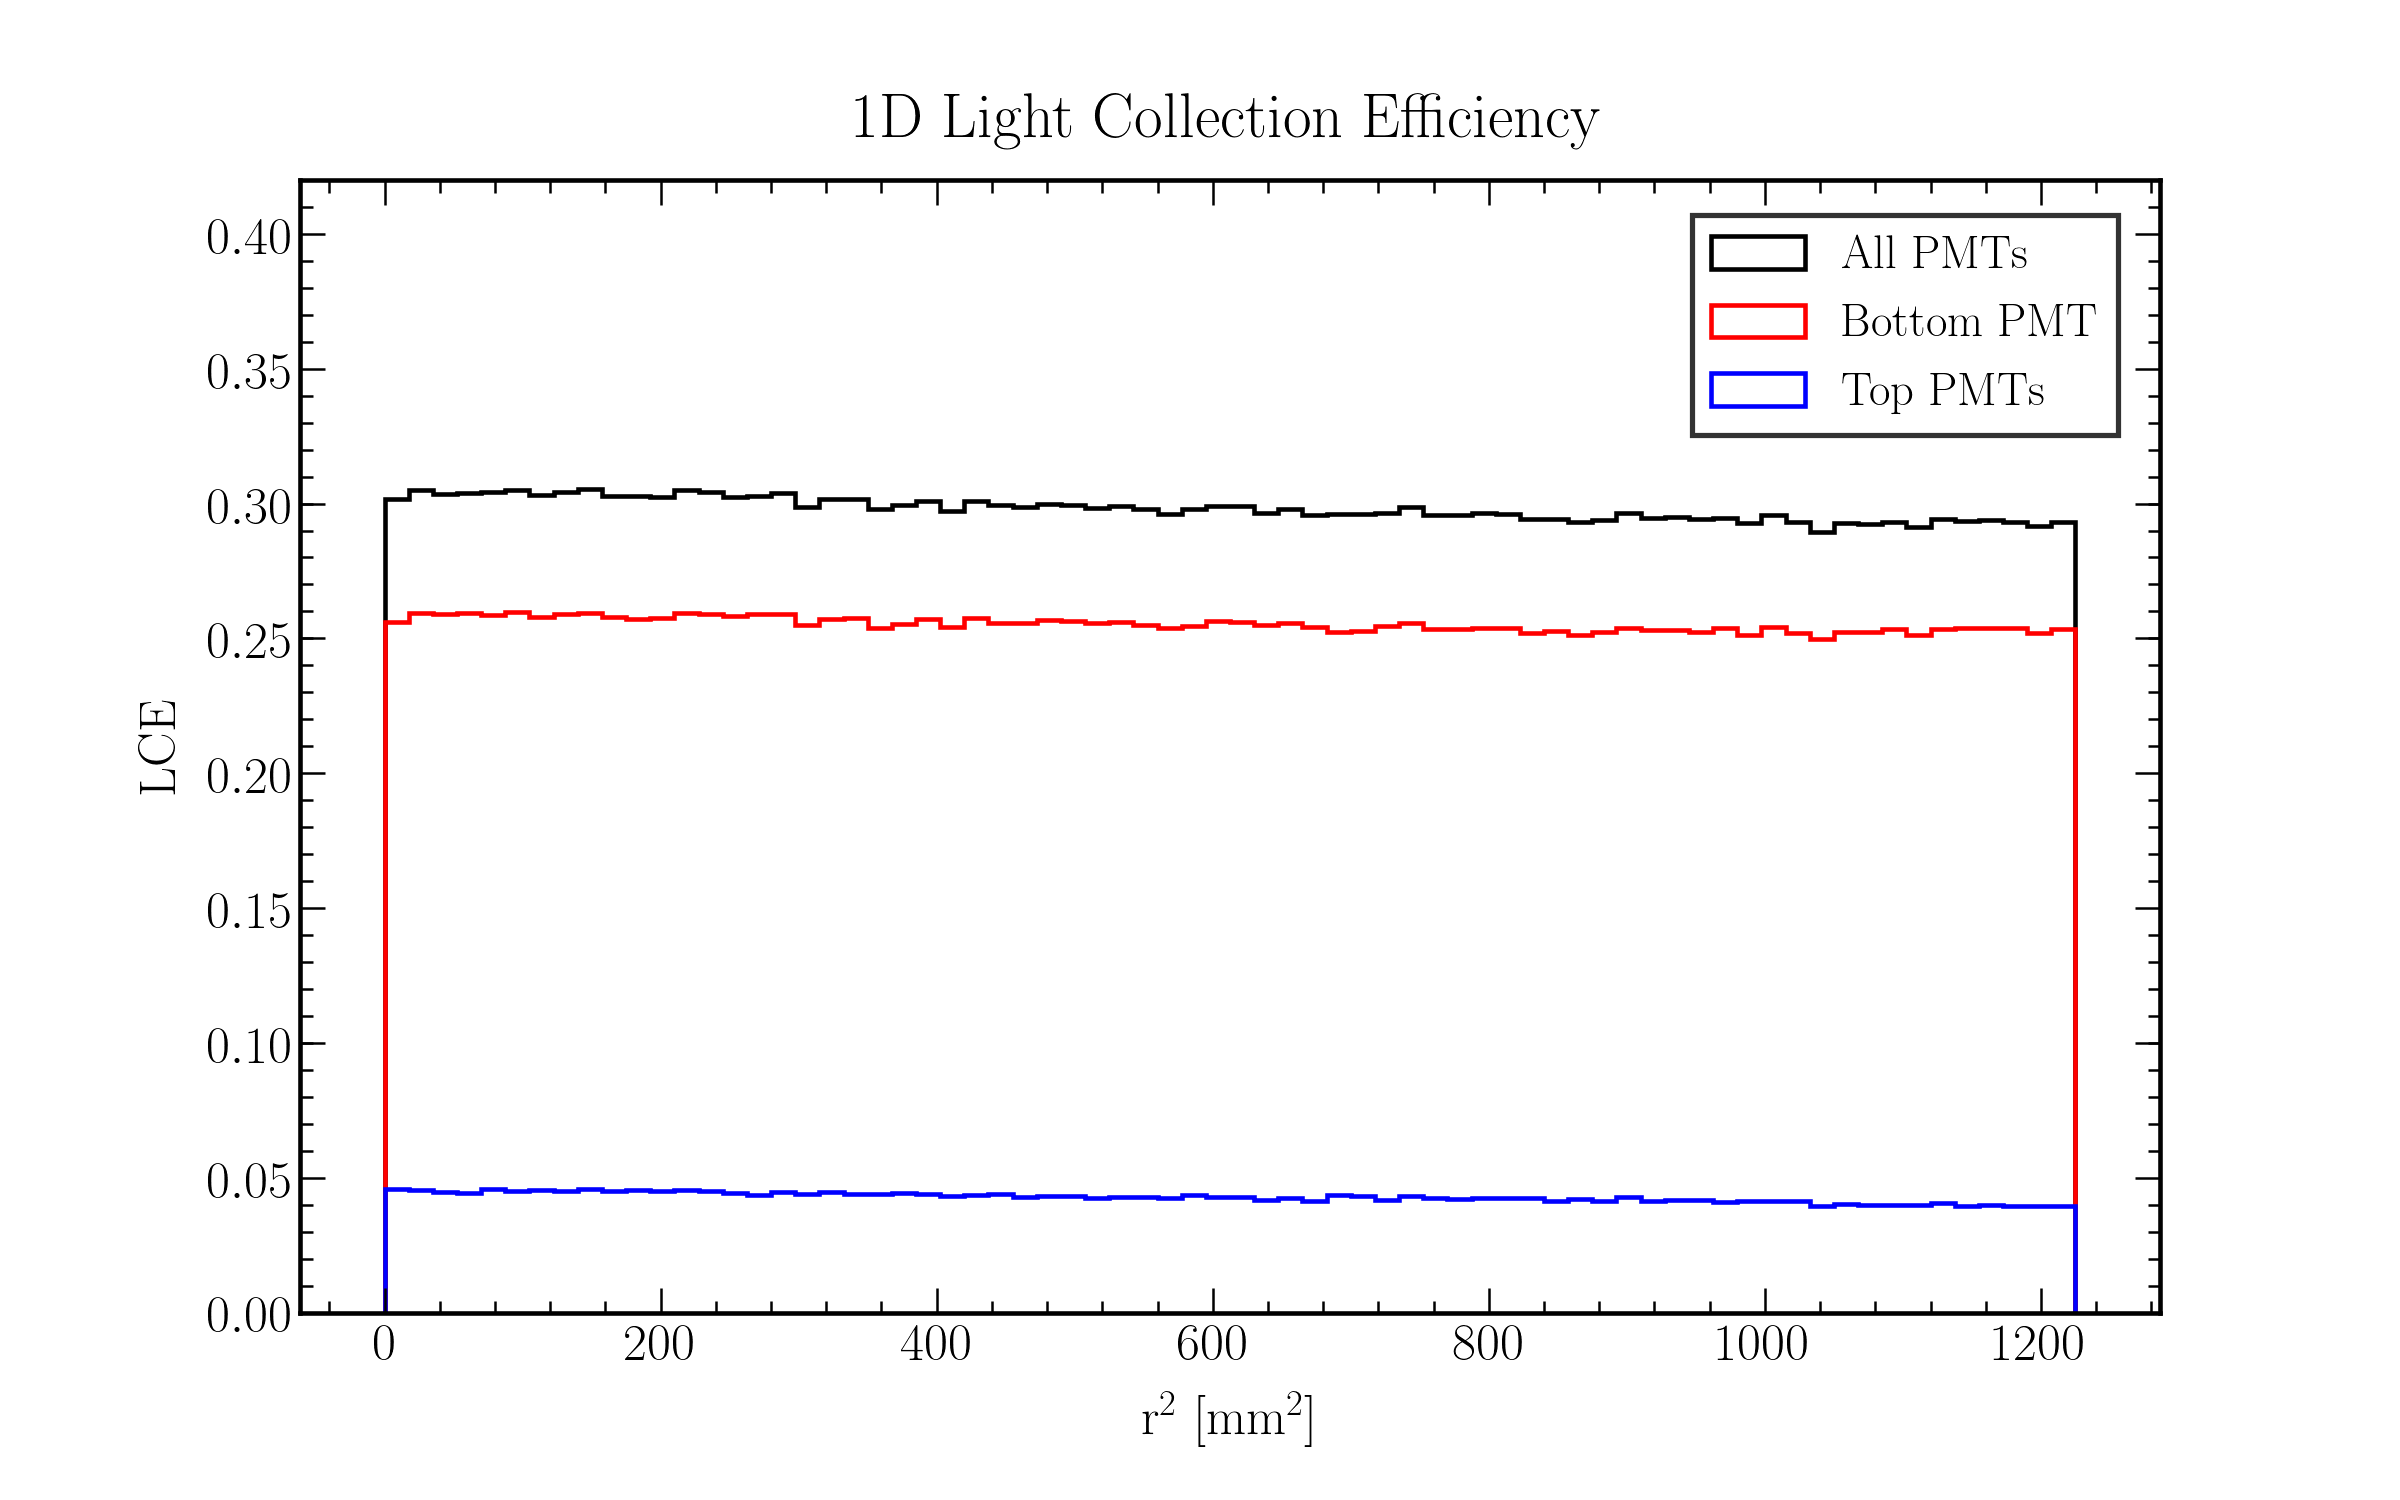 1D Light Collection Efficiency
All PMTs
Bottom PMT
Top PMTs
LCE
0.40
0.35
0.30
0.25
0.20
0.15
0.10
0.05
0.00
0 200 400 600 800 1000 1200
r² [mm²]